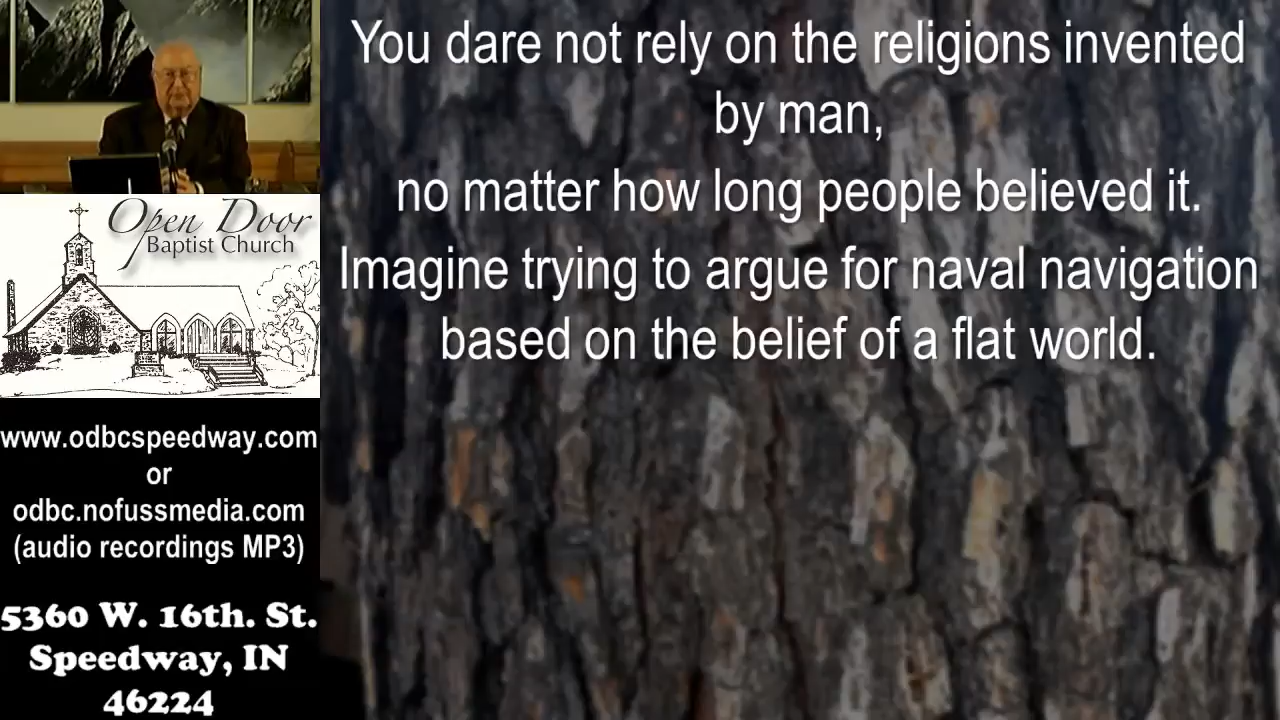 Open Door
Baptist Church
www.odbcspeedway.com
or
odbc.nofussmedia.com
(audio recordings MP3)
5360 W. 16th. St.
Speedway, IN
46224
You dare not rely on the religions invented
by man,
no matter how long people believed it.
Imagine trying to argue for naval navigation
based on the belief of a flat world.